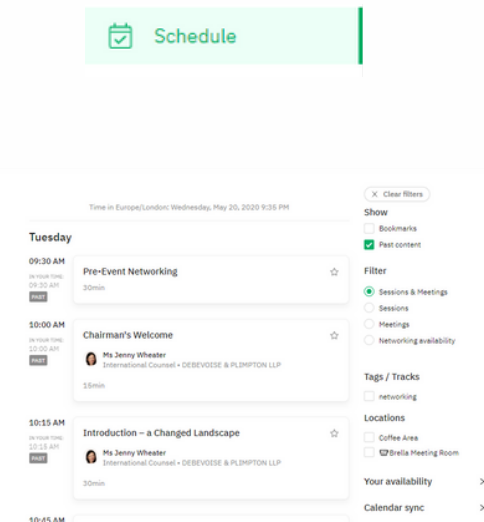 Schedule
Time in Europe/London: Wednesday, May 20, 2020 9:35 PM
Tuesday
09:30 AM
IN YOUR TIME:
09:30 AM
PAST
Pre-Event Networking
30min
10:00 AM
IN YOUR TIME:
10:00 AM
PAST
Chairman's Welcome
Ms Jenny Wheater
International Counsel • DEBEVOISE & PLIMPTON LLP
15min
10:15 AM
IN YOUR TIME:
10:15 AM
PAST
Introduction – a Changed Landscape
Ms Jenny Wheater
International Counsel • DEBEVOISE & PLIMPTON LLP
30min
10:45 AM
Clear filters
Show
Bookmarks
Past content
Filter
Sessions & Meetings
Sessions
Meetings
Networking availability
Tags / Tracks
networking
Locations
Coffee Area
Brella Meeting Room
Your availability
Calendar sync